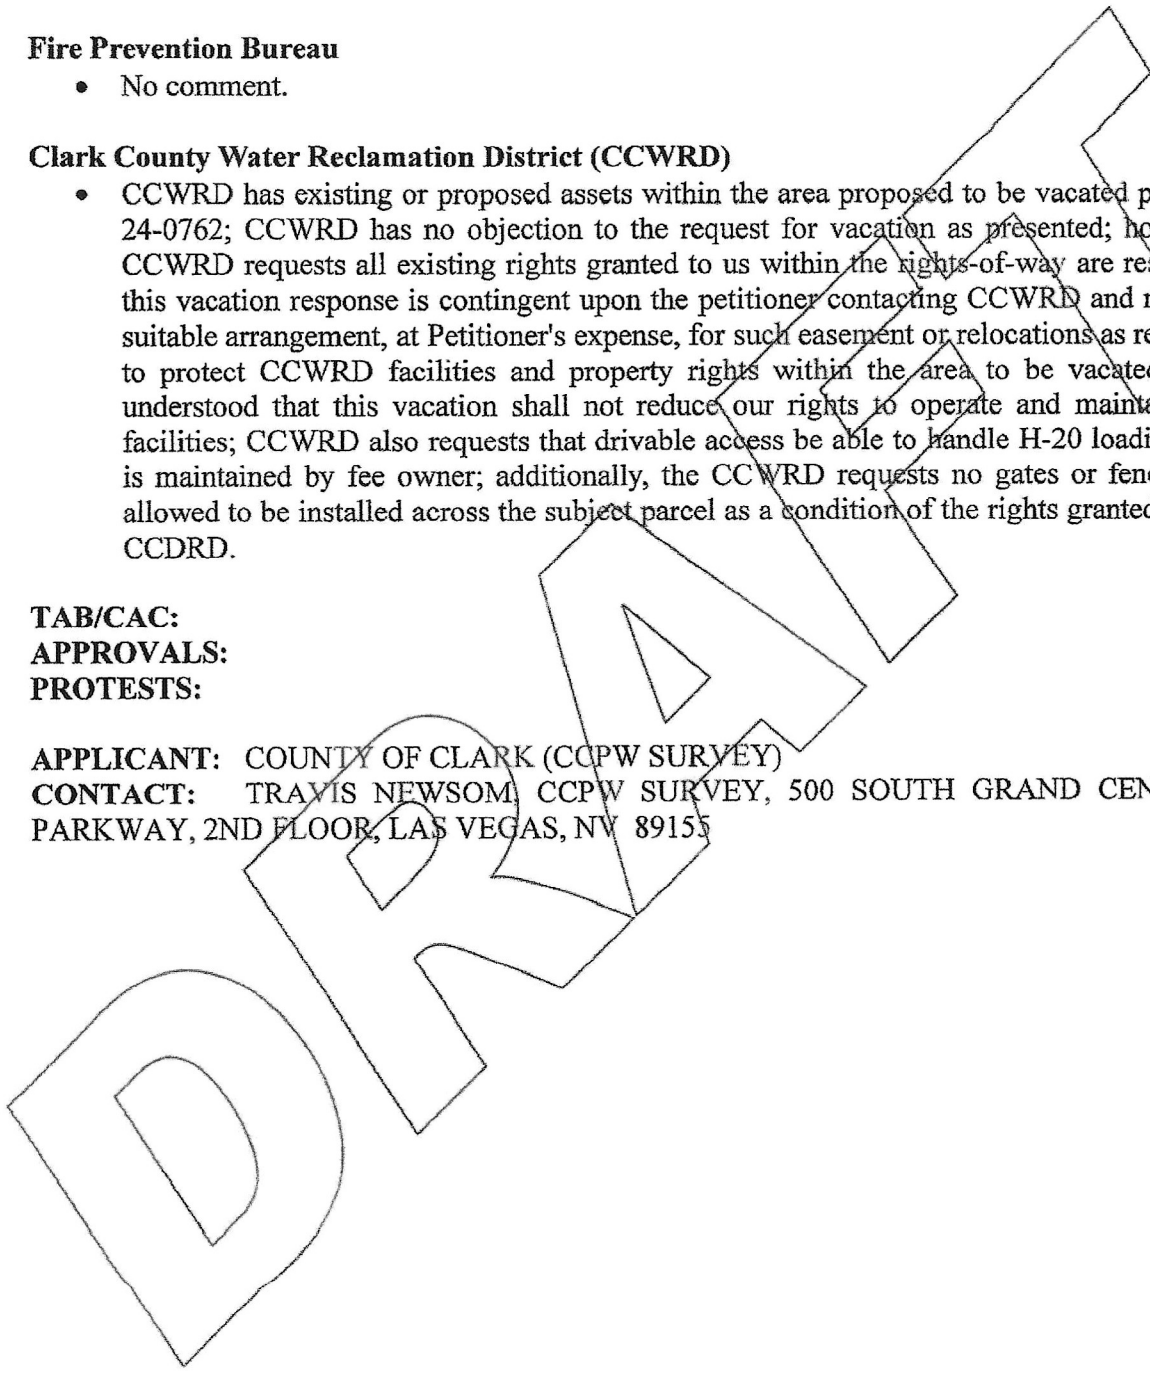 Fire Prevention Bureau
• No comment.
Clark County Water Reclamation District (CCWRD)
• CCWRD has existing or proposed assets within the area proposed to be vacated p
24-0762; CCWRD has no objection to the request for vacation as presented; ho
CCWRD requests all existing rights granted to us within the rights-of-way are re
this vacation response is contingent upon the petitioner contacting CCWRD and
suitable arrangement, at Petitioner's expense, for such easement or relocations as re
to protect CCWRD facilities and property rights within the area to be vacated
understood that this vacation shall not reduce our rights to operate and mainta
facilities; CCWRD also requests that drivable access be able to handle H-20 loadi
is maintained by fee owner; additionally, the CCWRD requests no gates or fen
allowed to be installed across the subject parcel as a condition of the rights granted
CCDRD.
TAB/CAC:
APPROVALS:
PROTESTS:
APPLICANT: COUNTY OF CLARK (CCPW SURVEY)
CONTACT: TRAVIS NEWSOM, CCPW SURVEY, 500 SOUTH GRAND CEN
PARKWAY, 2ND FLOOR, LAS VEGAS, NV 89155
DRAFT